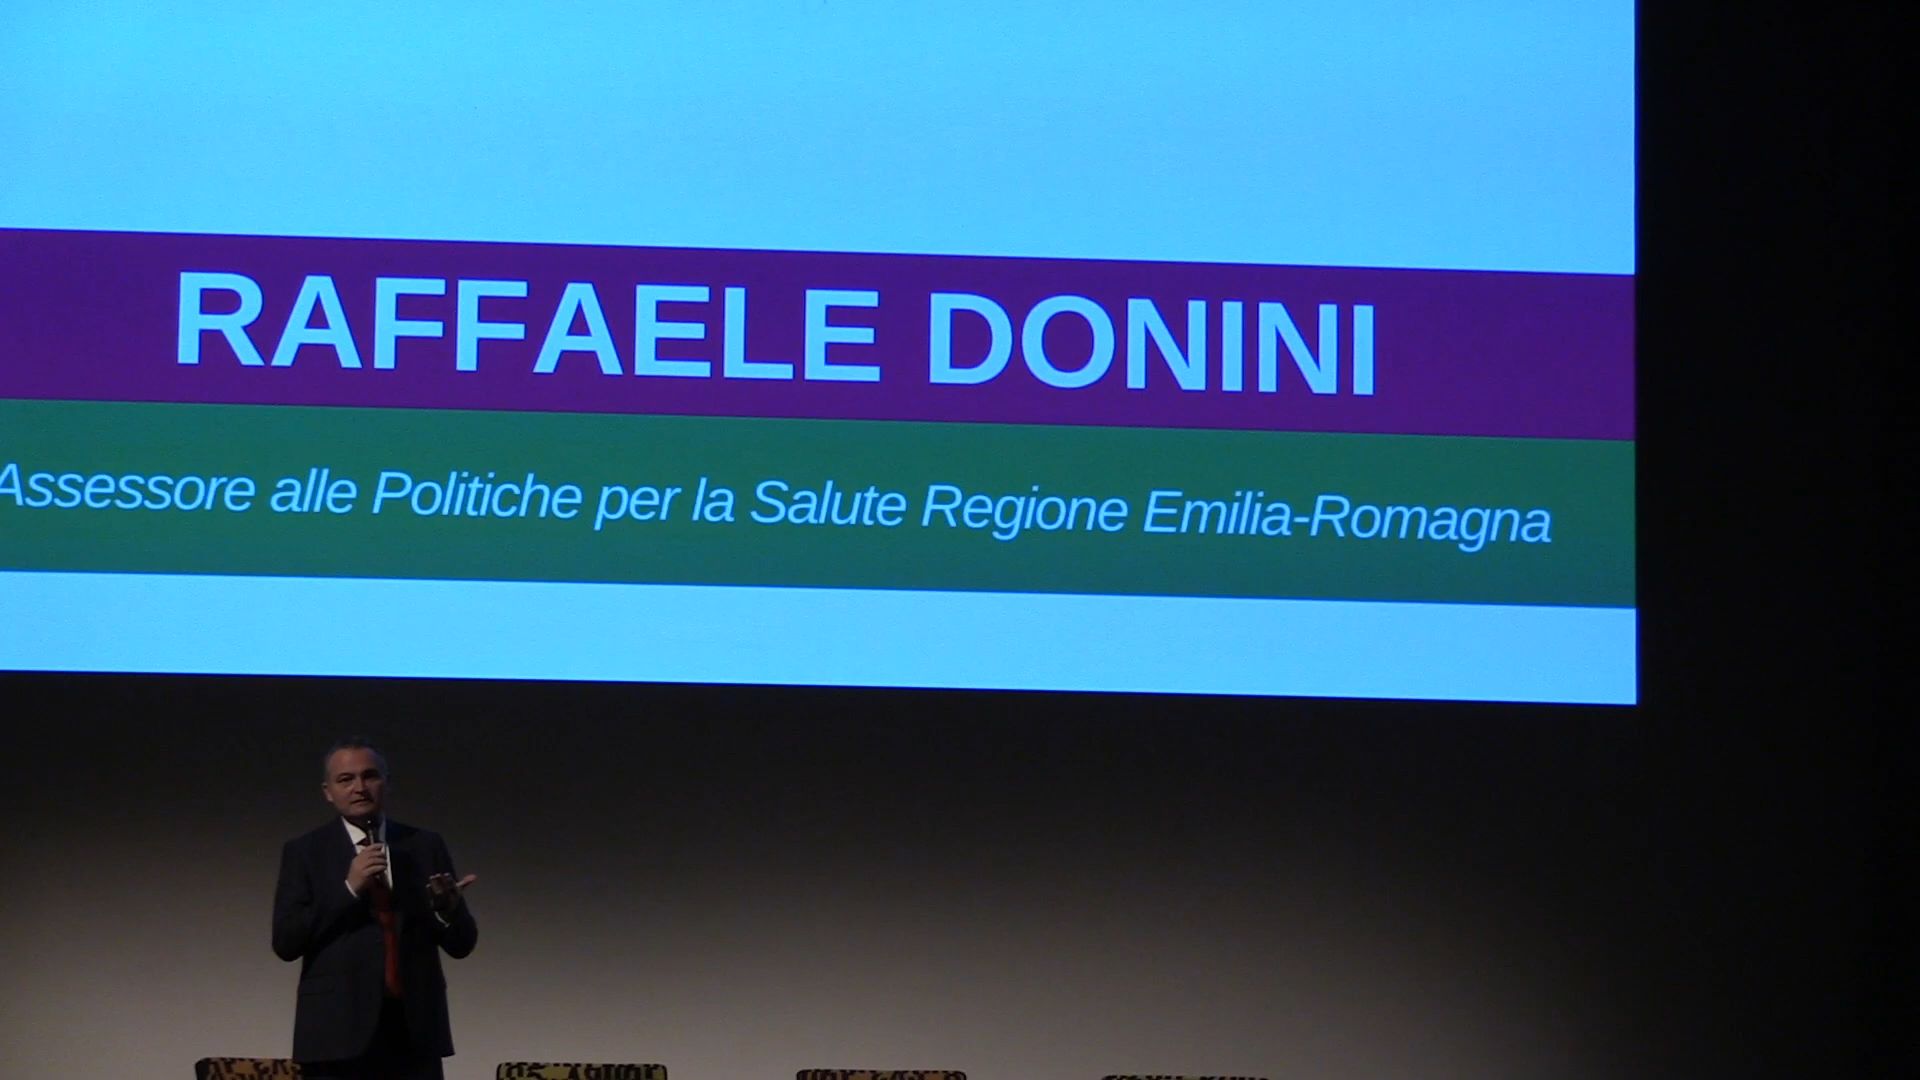 RAFFAELE DONINI
Assessore alle Politiche per la Salute Regione Emilia-Romagna